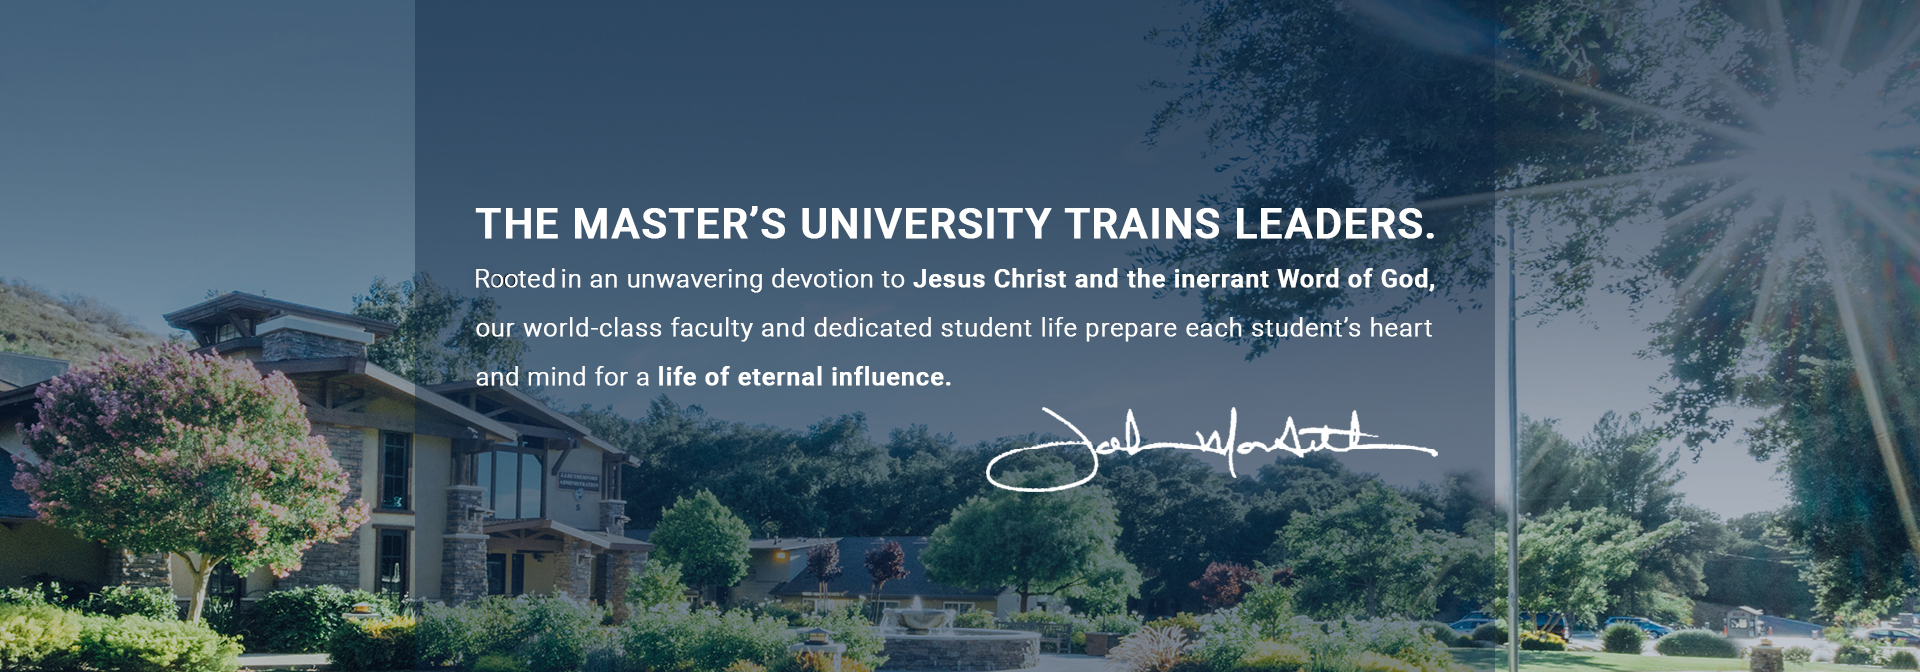 THE MASTER’S UNIVERSITY TRAINS LEADERS.
Rooted in an unwavering devotion to Jesus Christ and the inerrant Word of God,
our world-class faculty and dedicated student life prepare each student’s heart
and mind for a life of eternal influence.
ADMINISTRATION